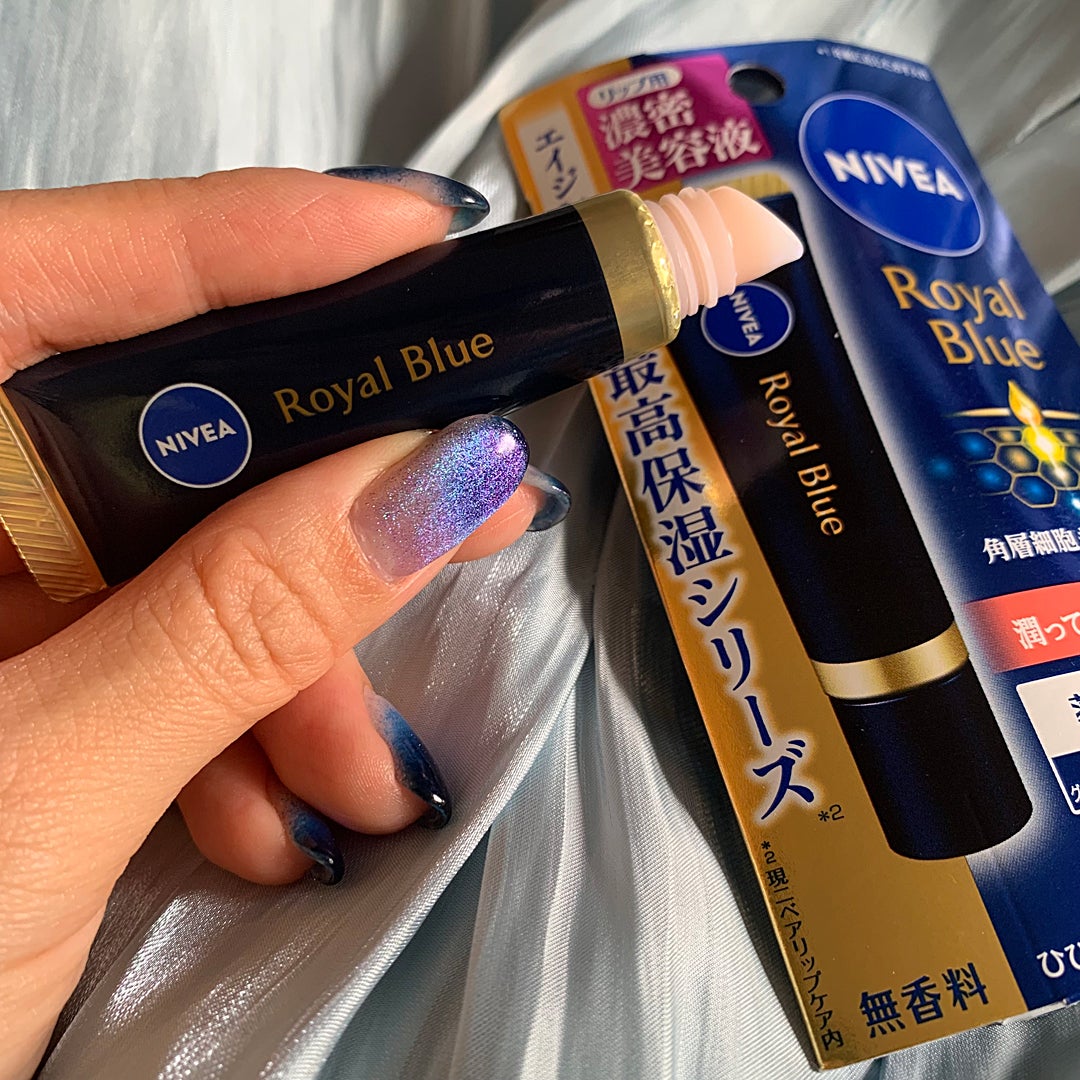 NIVEA
Royal Blue
リップ用
濃密
美容液
エイジ
最高保湿シリーズ
*2
*2 現ニベアリップケア内
無香料
NIVEA
Royal Blue
NIVEA
Royal
Blue
角層細胞
潤って
ひび